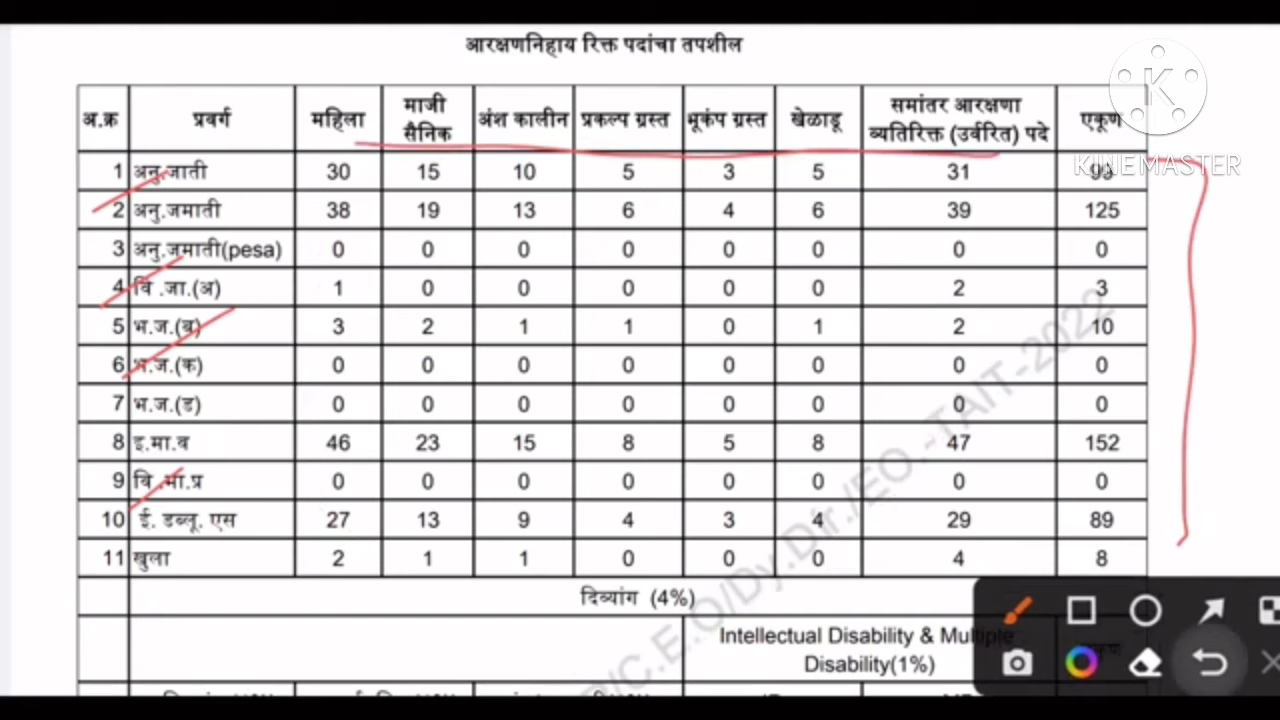 आरक्षणनिहाय रिक्त पदांचा तपशील
अ.क्र प्रवर्ग महिला माजी सैनिक अंश कालीन प्रकल्प ग्रस्त भूकंप ग्रस्त खेळाडू समांतर आरक्षणा व्यतिरिक्त (उर्वरित) पदे एकूण
K
KINEMASTER
1 अनु.जाती 30 15 10 5 3 5 31 99
2 अनु.जमाती 38 19 13 6 4 6 39 125
3 अनु.जमाती(pesa) 0 0 0 0 0 0 0 0
4 वि .जा.(अ) 1 0 0 0 0 0 2 3
5 भ.ज.(ब) 3 2 1 1 0 1 2 10
6 भ.ज.(क) 0 0 0 0 0 0 0 0
7 भ.ज.(ड) 0 0 0 0 0 0 0 0
8 इ.मा.व 46 23 15 8 5 8 47 152
9 वि .मा.प्र 0 0 0 0 0 0 0 0
10 ई. डब्लू. एस 27 13 9 4 3 4 29 89
11 खुला 2 1 1 0 0 0 4 8
दिव्यांग (4%)
Intellectual Disability & Multiple
Disability(1%)
/C.E.O/Dy.Dir./EO.-TAIT-2022